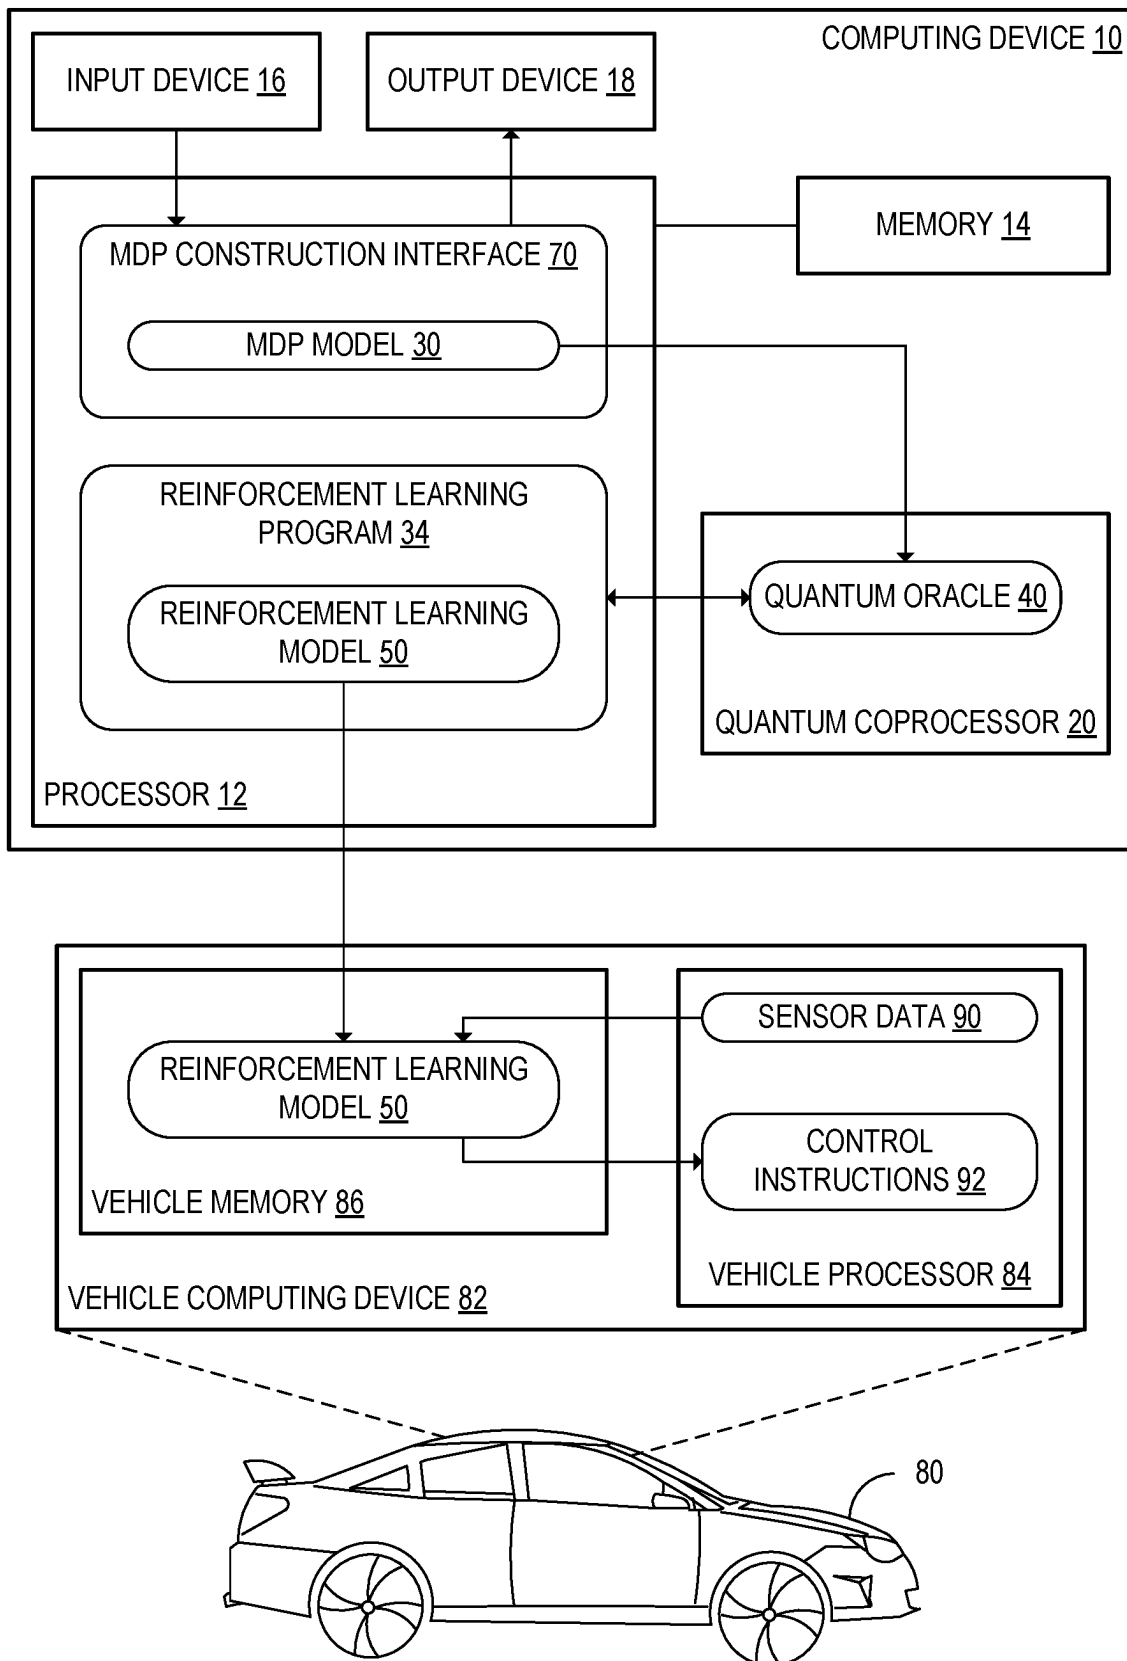 COMPUTING DEVICE 10
INPUT DEVICE 16
OUTPUT DEVICE 18
MEMORY 14
MDP CONSTRUCTION INTERFACE 70
MDP MODEL 30
REINFORCEMENT LEARNING
PROGRAM 34
REINFORCEMENT LEARNING
MODEL 50
QUANTUM ORACLE 40
QUANTUM COPROCESSOR 20
PROCESSOR 12
SENSOR DATA 90
REINFORCEMENT LEARNING
MODEL 50
CONTROL
INSTRUCTIONS 92
VEHICLE MEMORY 86
VEHICLE PROCESSOR 84
VEHICLE COMPUTING DEVICE 82
80